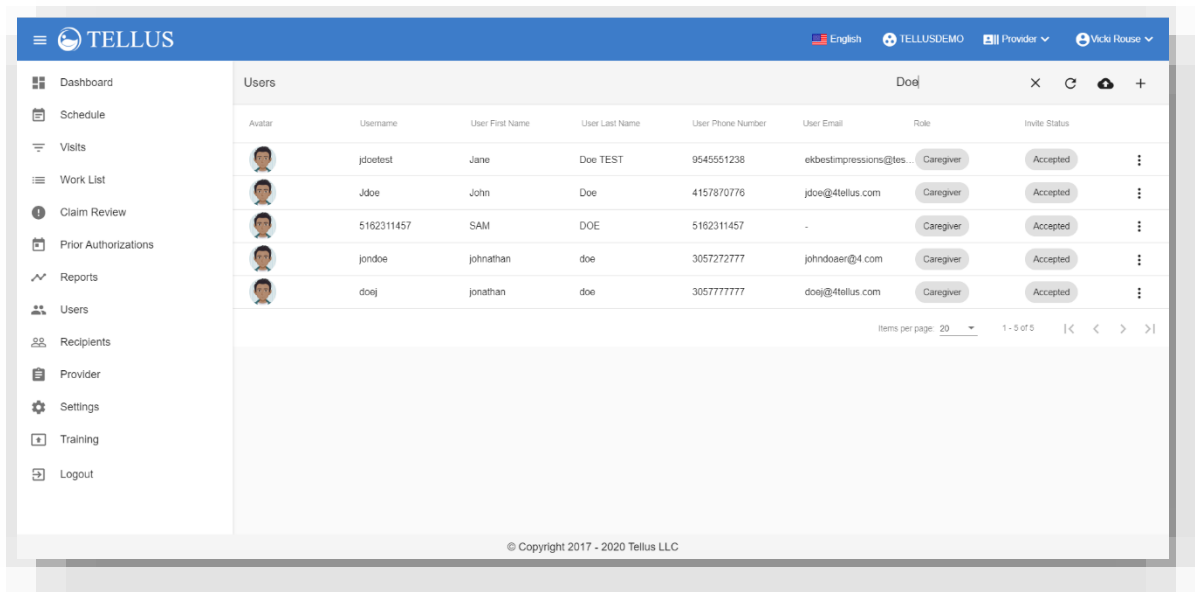 TELLUS English TELLUSDEMO Provider Vicki Rouse
Dashboard
Schedule
Visits
Work List
Claim Review
Prior Authorizations
Reports
Users
Recipients
Provider
Settings
Training
Logout
Users Doe
Avatar Username User First Name User Last Name User Phone Number User Email Role Invite Status
jdoetest Jane Doe TEST 9545551238 ekbestimpressions@tes... Caregiver Accepted
Jdoe John Doe 4157870776 jdoe@4tellus.com Caregiver Accepted
5162311457 SAM DOE 5162311457 - Caregiver Accepted
jondoe johnathan doe 3057272777 johndoaer@4.com Caregiver Accepted
doej jonathan doe 3057777777 doej@4tellus.com Caregiver Accepted
Items per page: 20 1 - 5 of 5
© Copyright 2017 - 2020 Tellus LLC